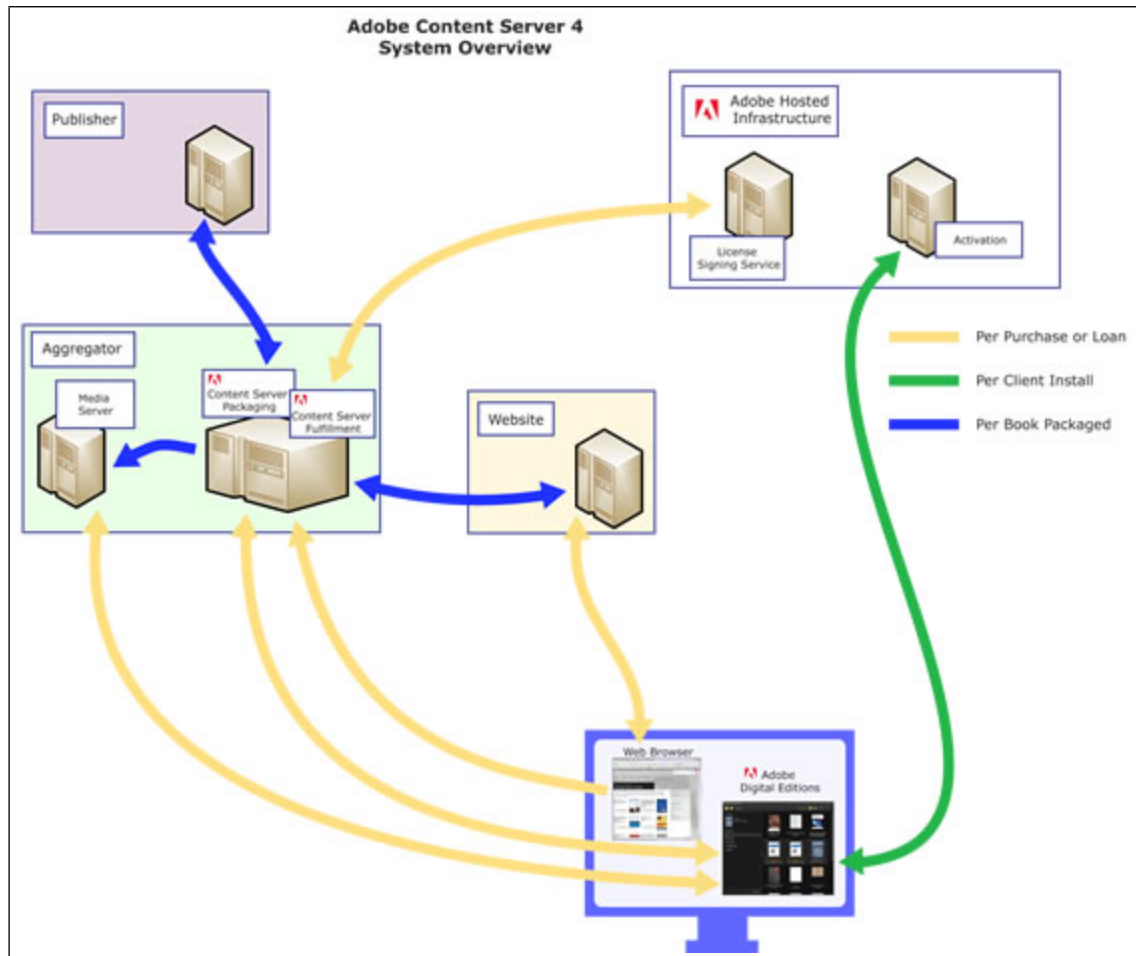 Adobe Content Server 4
System Overview
Publisher
Adobe Hosted
Infrastructure
License
Signing Service
Activation
Aggregator
Media
Server
Content Server
Packaging
Content Server
Fulfillment
Website
Per Purchase or Loan
Per Client Install
Per Book Packaged
Web Browser
Adobe
Digital Editions